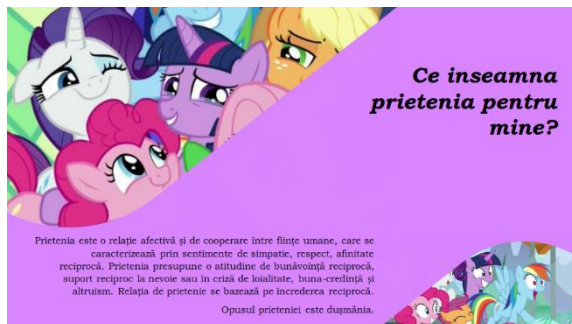 Ce inseamna
prietenia pentru
mine?
Prietenia este o relație afectivă și de cooperare între ființe umane, care se
caracterizează prin sentimente de simpatie, respect, afinitate
reciprocă. Prietenia presupune o atitudine de bunăvoință reciprocă,
suport reciproc la nevoie sau în criză de loialitate, buna-credință și
altruism. Relația de prietenie se bazează pe încrederea reciprocă.
Opusul prieteniei este dușmănia.